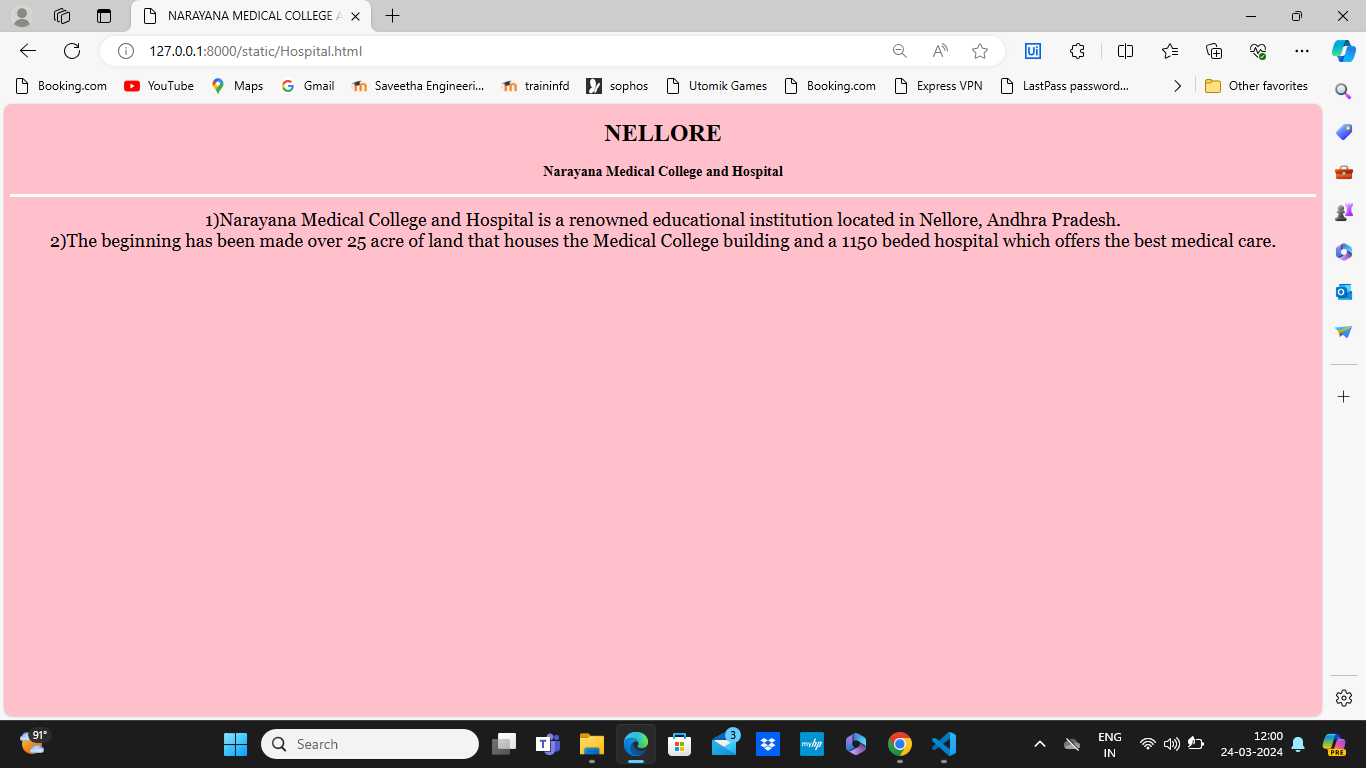 NARAYANA MEDICAL COLLEGE A
127.0.0.1:8000/static/Hospital.html
Booking.com YouTube Maps Gmail Saveetha Engineeri... traininfd sophos Utomik Games Booking.com Express VPN LastPass password... Other favorites
NELLORE
Narayana Medical College and Hospital
1)Narayana Medical College and Hospital is a renowned educational institution located in Nellore, Andhra Pradesh.
2)The beginning has been made over 25 acre of land that houses the Medical College building and a 1150 beded hospital which offers the best medical care.
91°
Search
3
myhp
ENG
IN
12:00
24-03-2024
PRE